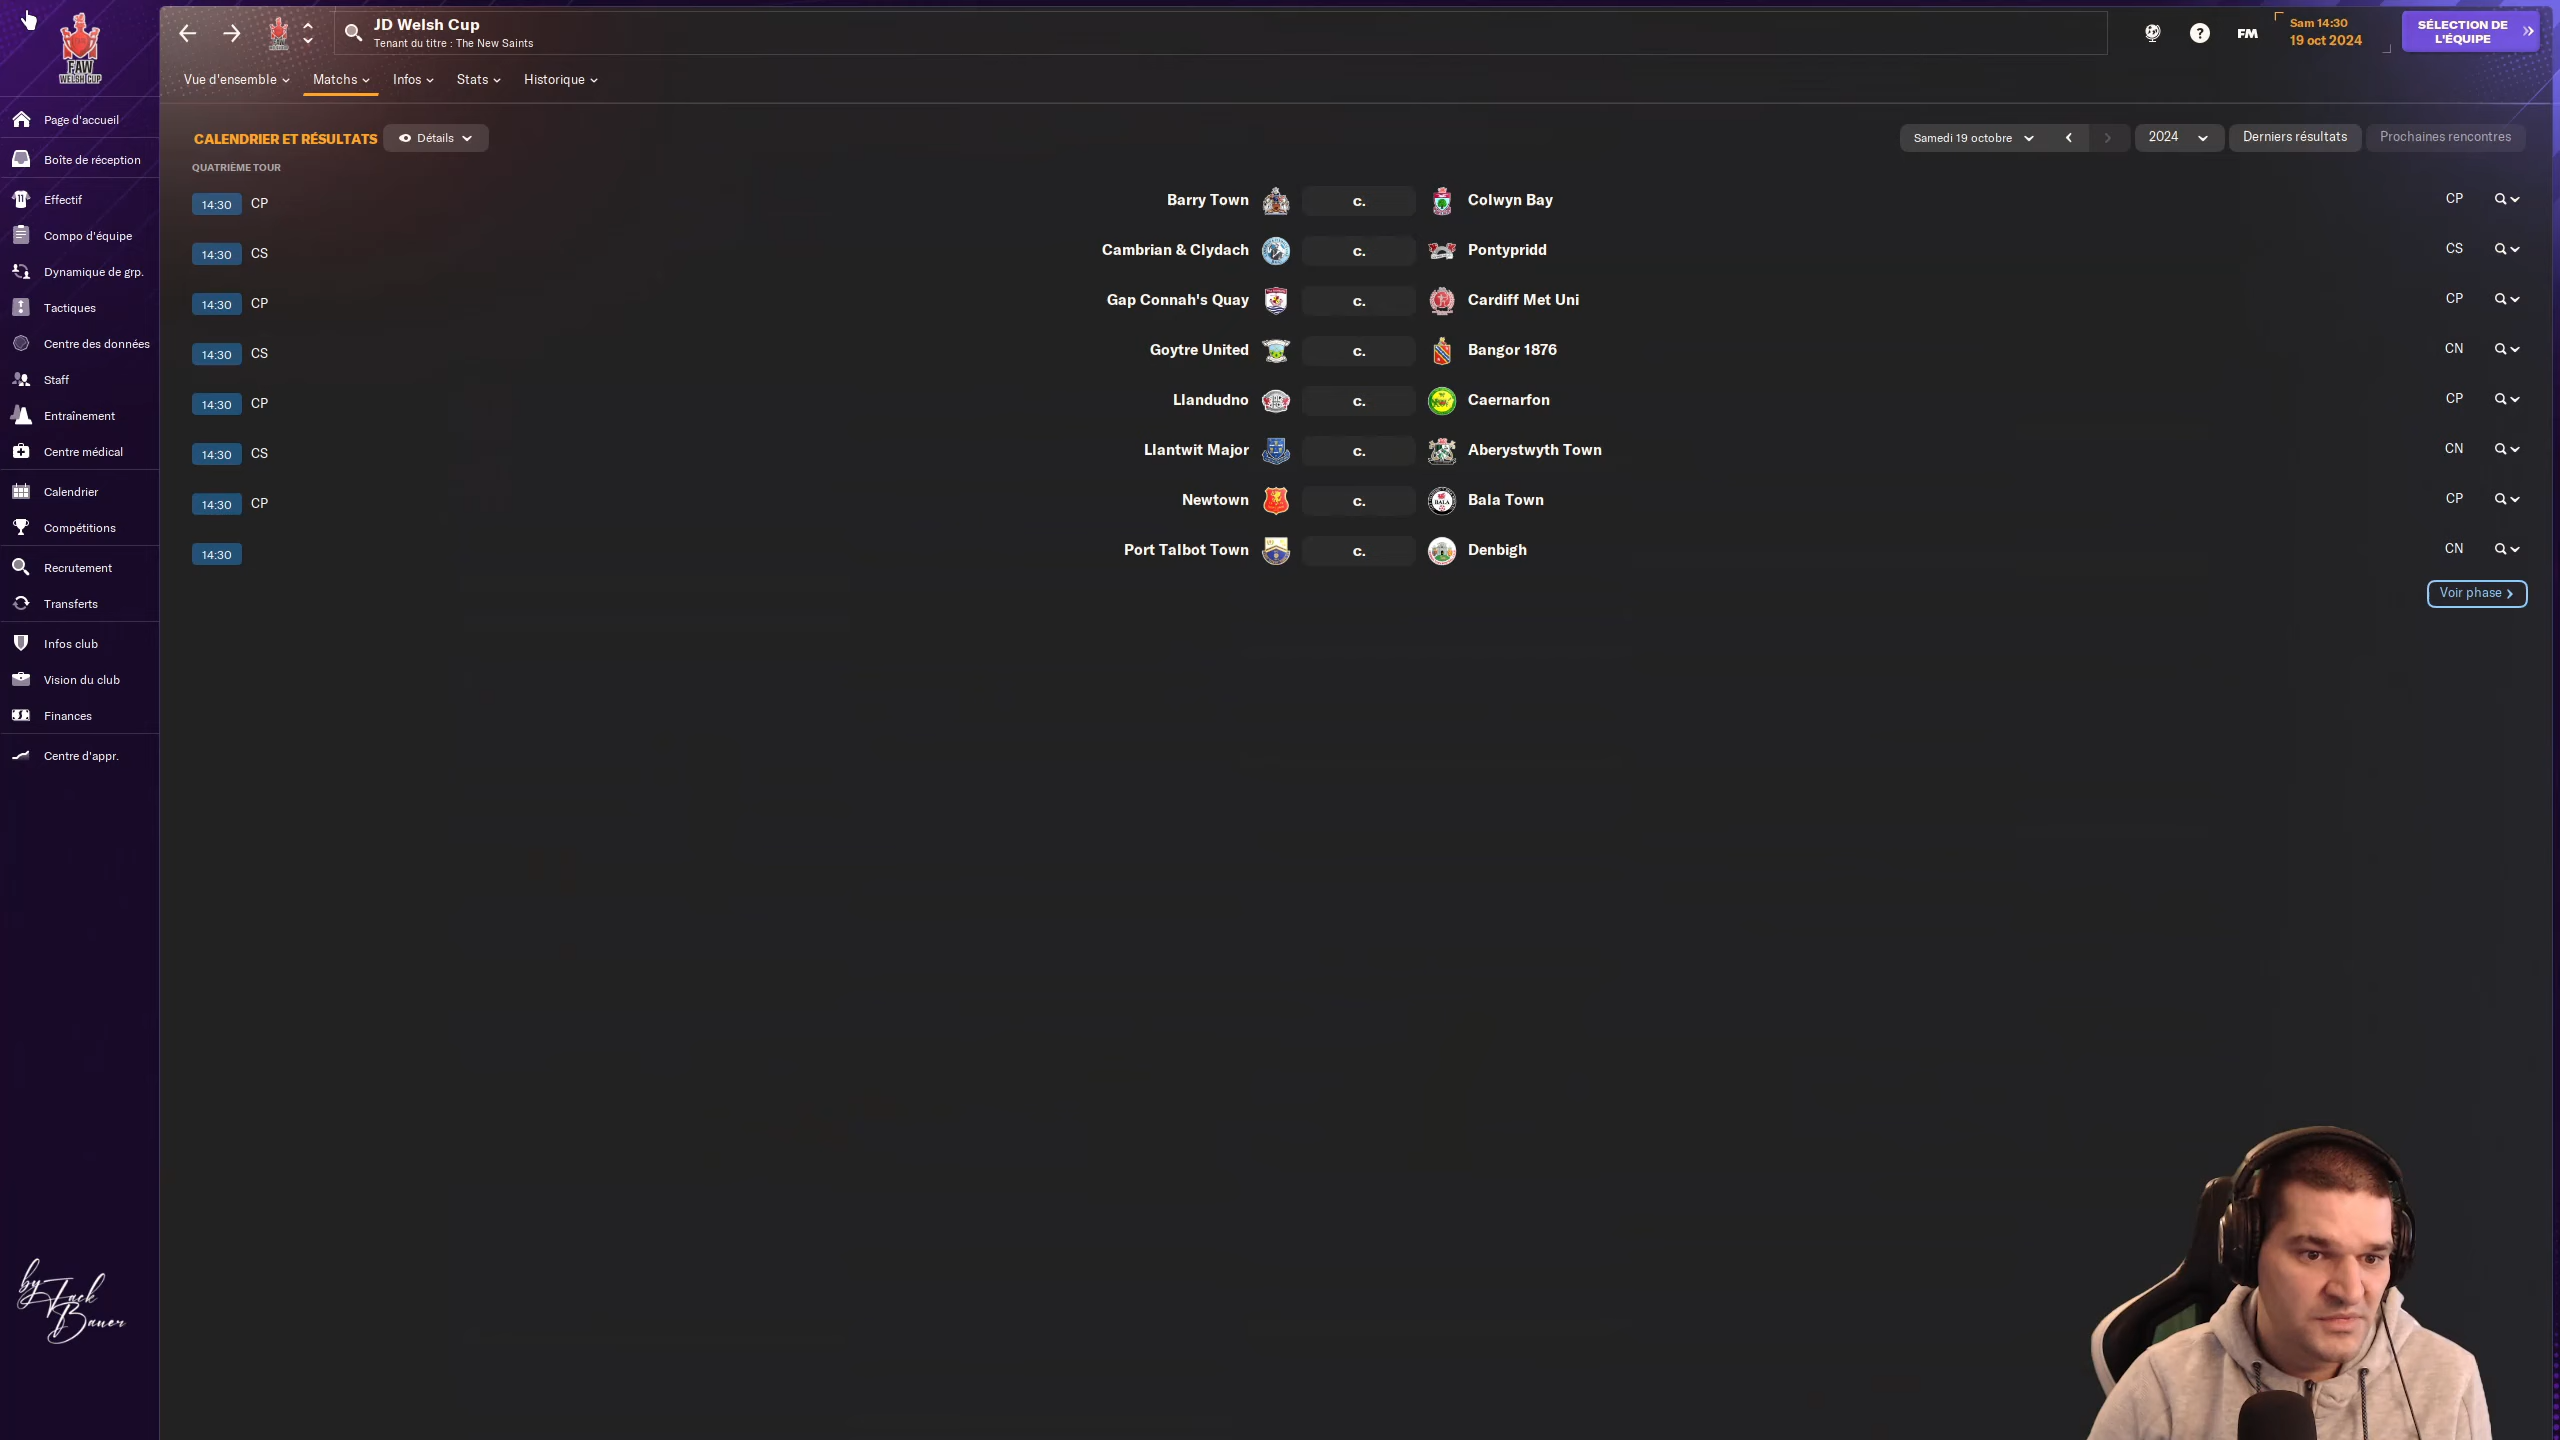 JD Welsh Cup
Tenant du titre : The New Saints
FM
Sam 14:30
19 oct 2024
SÉLECTION DE
L'ÉQUIPE
FAW
WELSH CUP
Vue d'ensemble
Matchs
Infos
Stats
Historique
Page d'accueil
Boîte de réception
Effectif
Compo d'équipe
Dynamique de grp.
Tactiques
Centre des données
Staff
Entraînement
Centre médical
Calendrier
Compétitions
Recrutement
Transferts
Infos club
Vision du club
Finances
Centre d'appr.
by Jack
Bauer
CALENDRIER ET RÉSULTATS
Détails
Samedi 19 octobre
2024
Derniers résultats
Prochaines rencontres
QUATRIÈME TOUR
14:30 CP Barry Town c. Colwyn Bay CP
14:30 CS Cambrian & Clydach c. Pontypridd CS
14:30 CP Gap Connah's Quay c. Cardiff Met Uni CP
14:30 CS Goytre United c. Bangor 1876 CN
14:30 CP Llandudno c. Caernarfon CP
14:30 CS Llantwit Major c. Aberystwyth Town CN
14:30 CP Newtown c. Bala Town CP
14:30 Port Talbot Town c. Denbigh CN
Voir phase